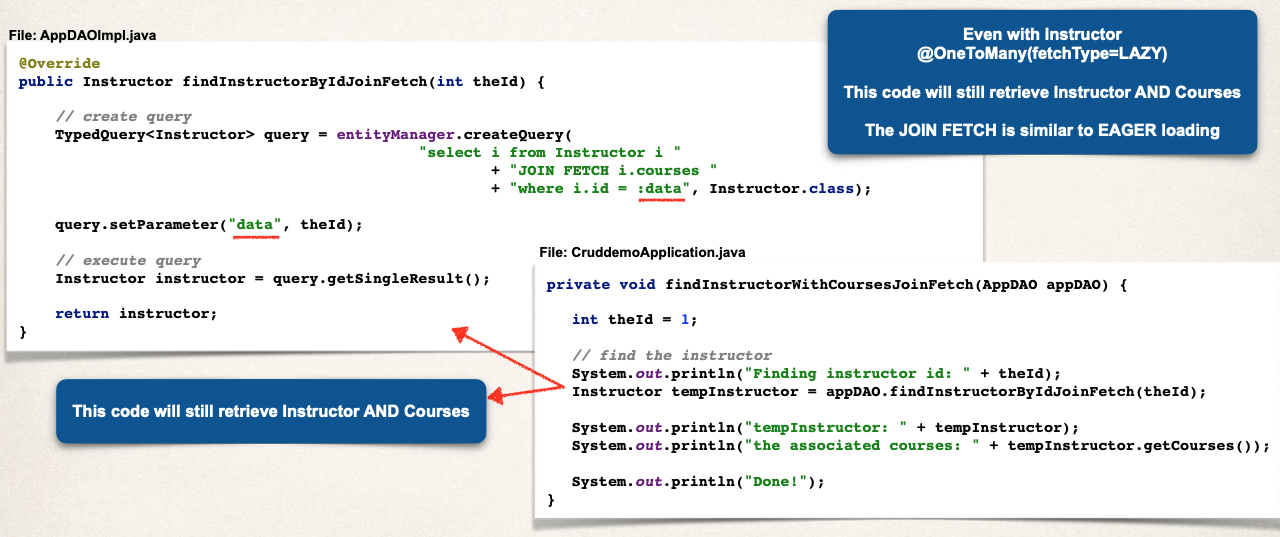 File: AppDAOImpl.java
@Override
public Instructor findInstructorByIdJoinFetch(int theId) {
// create query
TypedQuery<Instructor> query = entityManager.createQuery(
"select i from Instructor i "
+ "JOIN FETCH i.courses "
+ "where i.id = :data", Instructor.class);
query.setParameter("data", theId);
// execute query
Instructor instructor = query.getSingleResult();
return instructor;
}
Even with Instructor
@OneToMany(fetchType=LAZY)
This code will still retrieve Instructor AND Courses
The JOIN FETCH is similar to EAGER loading
File: CruddemoApplication.java
private void findInstructorWithCoursesJoinFetch(AppDAO appDAO) {
int theId = 1;
// find the instructor
System.out.println("Finding instructor id: " + theId);
Instructor tempInstructor = appDAO.findInstructorByIdJoinFetch(theId);
System.out.println("tempInstructor: " + tempInstructor);
System.out.println("the associated courses: " + tempInstructor.getCourses());
System.out.println("Done!");
}
This code will still retrieve Instructor AND Courses